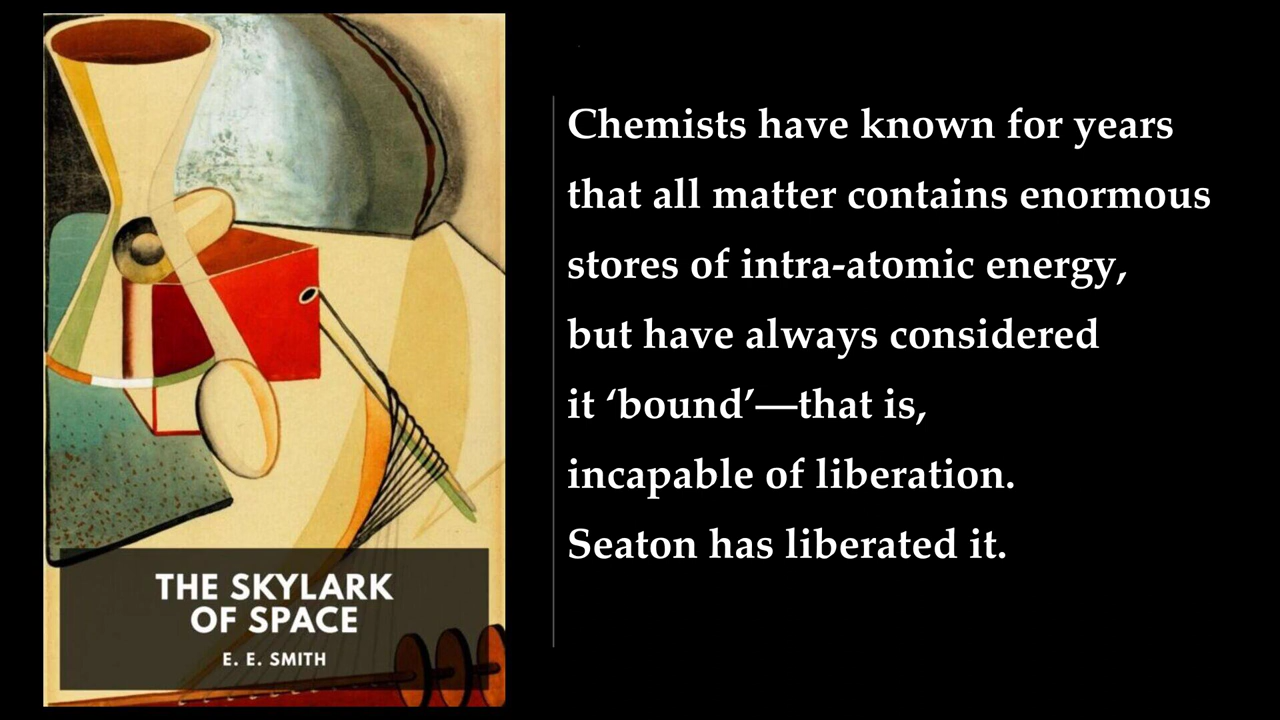 THE SKYLARK
OF SPACE
E. E. SMITH
Chemists have known for years
that all matter contains enormous
stores of intra-atomic energy,
but have always considered
it ‘bound’—that is,
incapable of liberation.
Seaton has liberated it.